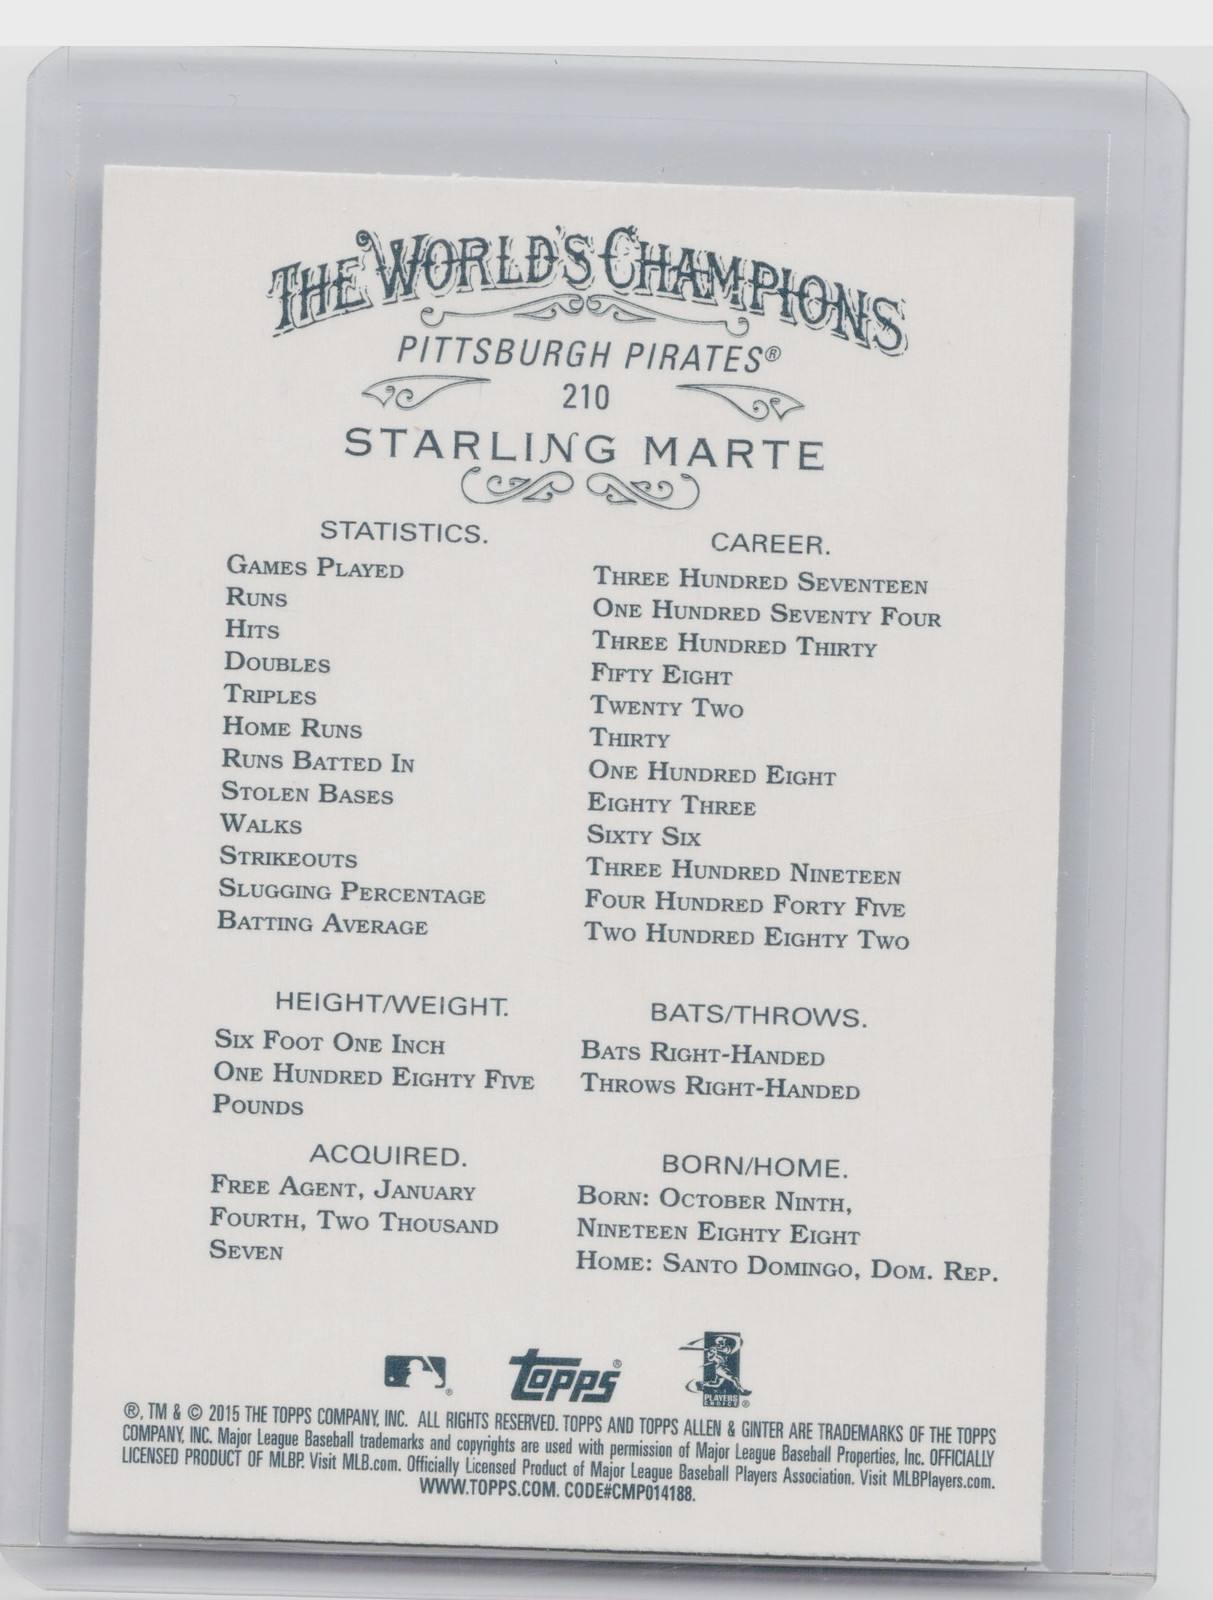 THE WORLD'S CHAMPIONS
PITTSBURGH PIRATES®
210
STARLING MARTE
STATISTICS. CAREER.
GAMES PLAYED THREE HUNDRED SEVENTEEN
RUNS ONE HUNDRED SEVENTY FOUR
HITS THREE HUNDRED THIRTY
DOUBLES FIFTY EIGHT
TRIPLES TWENTY TWO
HOME RUNS THIRTY
RUNS BATTED IN ONE HUNDRED EIGHT
STOLEN BASES EIGHTY THREE
WALKS SIXTY SIX
STRIKEOUTS THREE HUNDRED NINETEEN
SLUGGING PERCENTAGE FOUR HUNDRED FORTY FIVE
BATTING AVERAGE TWO HUNDRED EIGHTY TWO
HEIGHT/WEIGHT.
SIX FOOT ONE INCH
ONE HUNDRED EIGHTY FIVE
POUNDS
BATS/THROWS.
BATS RIGHT-HANDED
THROWS RIGHT-HANDED
ACQUIRED.
FREE AGENT, JANUARY
FOURTH, TWO THOUSAND
SEVEN
BORN/HOME.
BORN: OCTOBER NINTH,
NINETEEN EIGHTY EIGHT
HOME: SANTO DOMINGO, DOM. REP.
topps®
PLAYERS
CHOICE®
®, TM & © 2015 THE TOPPS COMPANY, INC. ALL RIGHTS RESERVED. TOPPS AND TOPPS ALLEN & GINTER ARE TRADEMARKS OF THE TOPPS
COMPANY, INC. Major League Baseball trademarks and copyrights are used with permission of Major League Baseball Properties, Inc. OFFICIALLY
LICENSED PRODUCT OF MLBP. Visit MLB.com. Officially Licensed Product of Major League Baseball Players Association. Visit MLBPlayers.com.
WWW.TOPPS.COM. CODE#CMP014188.